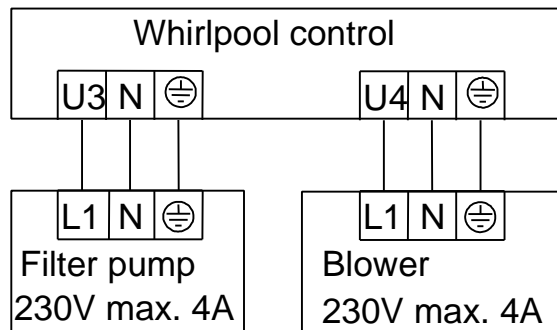 Whirlpool control
U3 N ⏚ U4 N ⏚
L1 N ⏚ L1 N ⏚
Filter pump
230V max. 4A
Blower
230V max. 4A